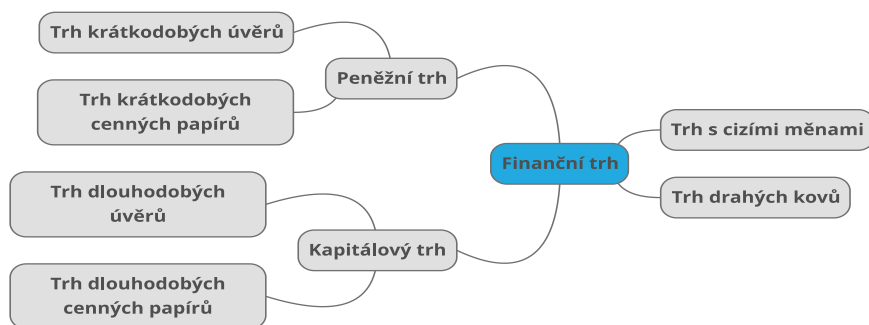 Trh krátkodobých úvěrů
Peněžní trh
Trh krátkodobých
cenných papírů
Finanční trh
Trh s cizími měnami
Trh drahých kovů
Trh dlouhodobých
úvěrů
Kapitálový trh
Trh dlouhodobých
cenných papírů